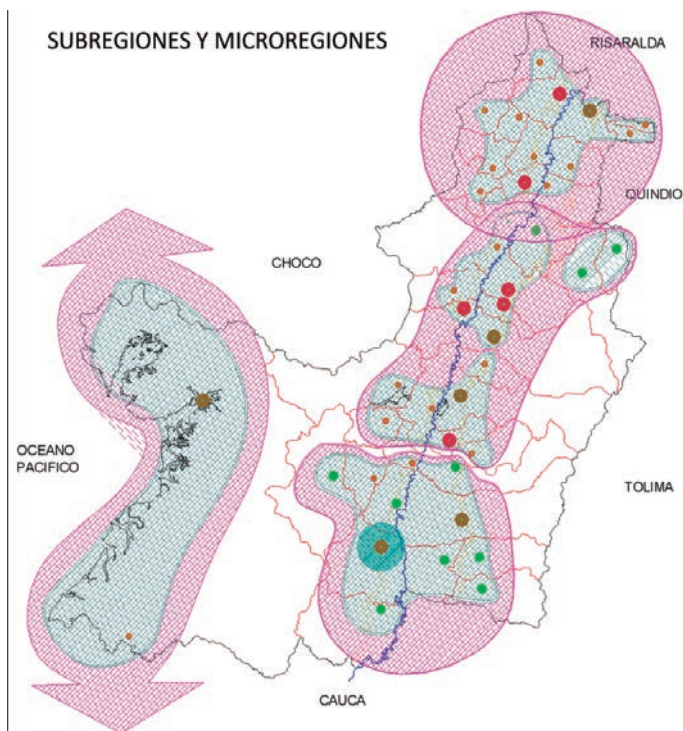 SUBREGIONES Y MICROREGIONES
RISARALDA
QUINDIO
CHOCO
OCEANO
PACIFICO
TOLIMA
CAUCA